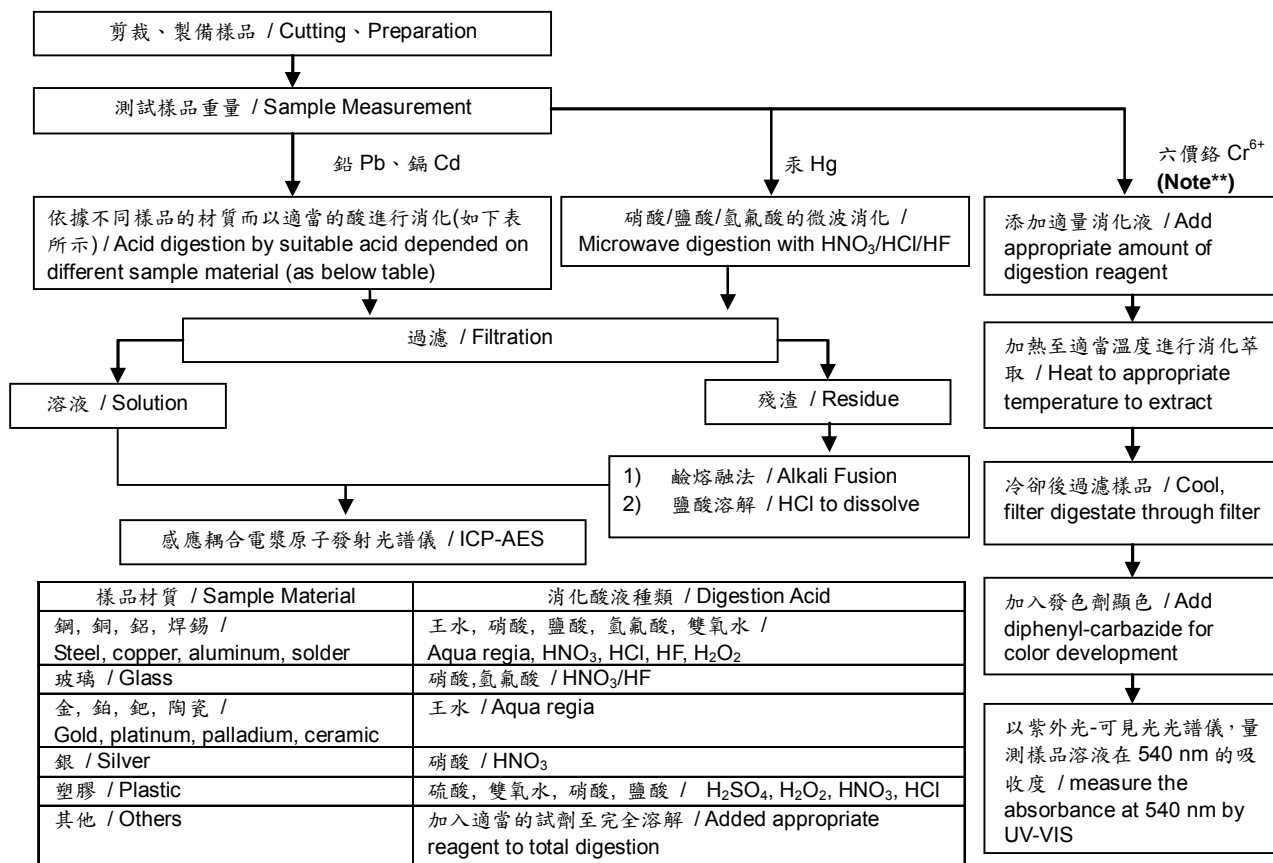 剪裁、製備樣品 / Cutting、Preparation
測試樣品重量 / Sample Measurement
鉛 Pb、鎘 Cd
汞 Hg
六價鉻 Cr⁶⁺
(Note**)
依據不同樣品的材質而以適當的酸進行消化(如下表
所示) / Acid digestion by suitable acid depended on
different sample material (as below table)
硝酸/鹽酸/氫氟酸的微波消化 /
Microwave digestion with HNO₃/HCl/HF
添加適量消化液 / Add
appropriate amount of
digestion reagent
過濾 / Filtration
加熱至適當溫度進行消化萃
取 / Heat to appropriate
temperature to extract
溶液 / Solution
殘渣 / Residue
1) 鹼熔融法 / Alkali Fusion
2) 鹽酸溶解 / HCl to dissolve
冷卻後過濾樣品 / Cool,
filter digestate through filter
感應耦合電漿原子發射光譜儀 / ICP-AES
加入發色劑顯色 / Add
diphenyl-carbazide for
color development
以紫外光-可見光光譜儀，量
測樣品溶液在 540 nm 的吸
收度 / measure the
absorbance at 540 nm by
UV-VIS
樣品材質 / Sample Material
消化酸液種類 / Digestion Acid
鋼, 銅, 鋁, 焊錫 /
Steel, copper, aluminum, solder
王水, 硝酸, 鹽酸, 氫氟酸, 雙氧水 /
Aqua regia, HNO₃, HCl, HF, H₂O₂
玻璃 / Glass
硝酸,氫氟酸 / HNO₃/HF
金, 鉑, 鈀, 陶瓷 /
Gold, platinum, palladium, ceramic
王水 / Aqua regia
銀 / Silver
硝酸 / HNO₃
塑膠 / Plastic
硫酸, 雙氧水, 硝酸, 鹽酸 / H₂SO₄, H₂O₂, HNO₃, HCl
其他 / Others
加入適當的試劑至完全溶解 / Added appropriate
reagent to total digestion